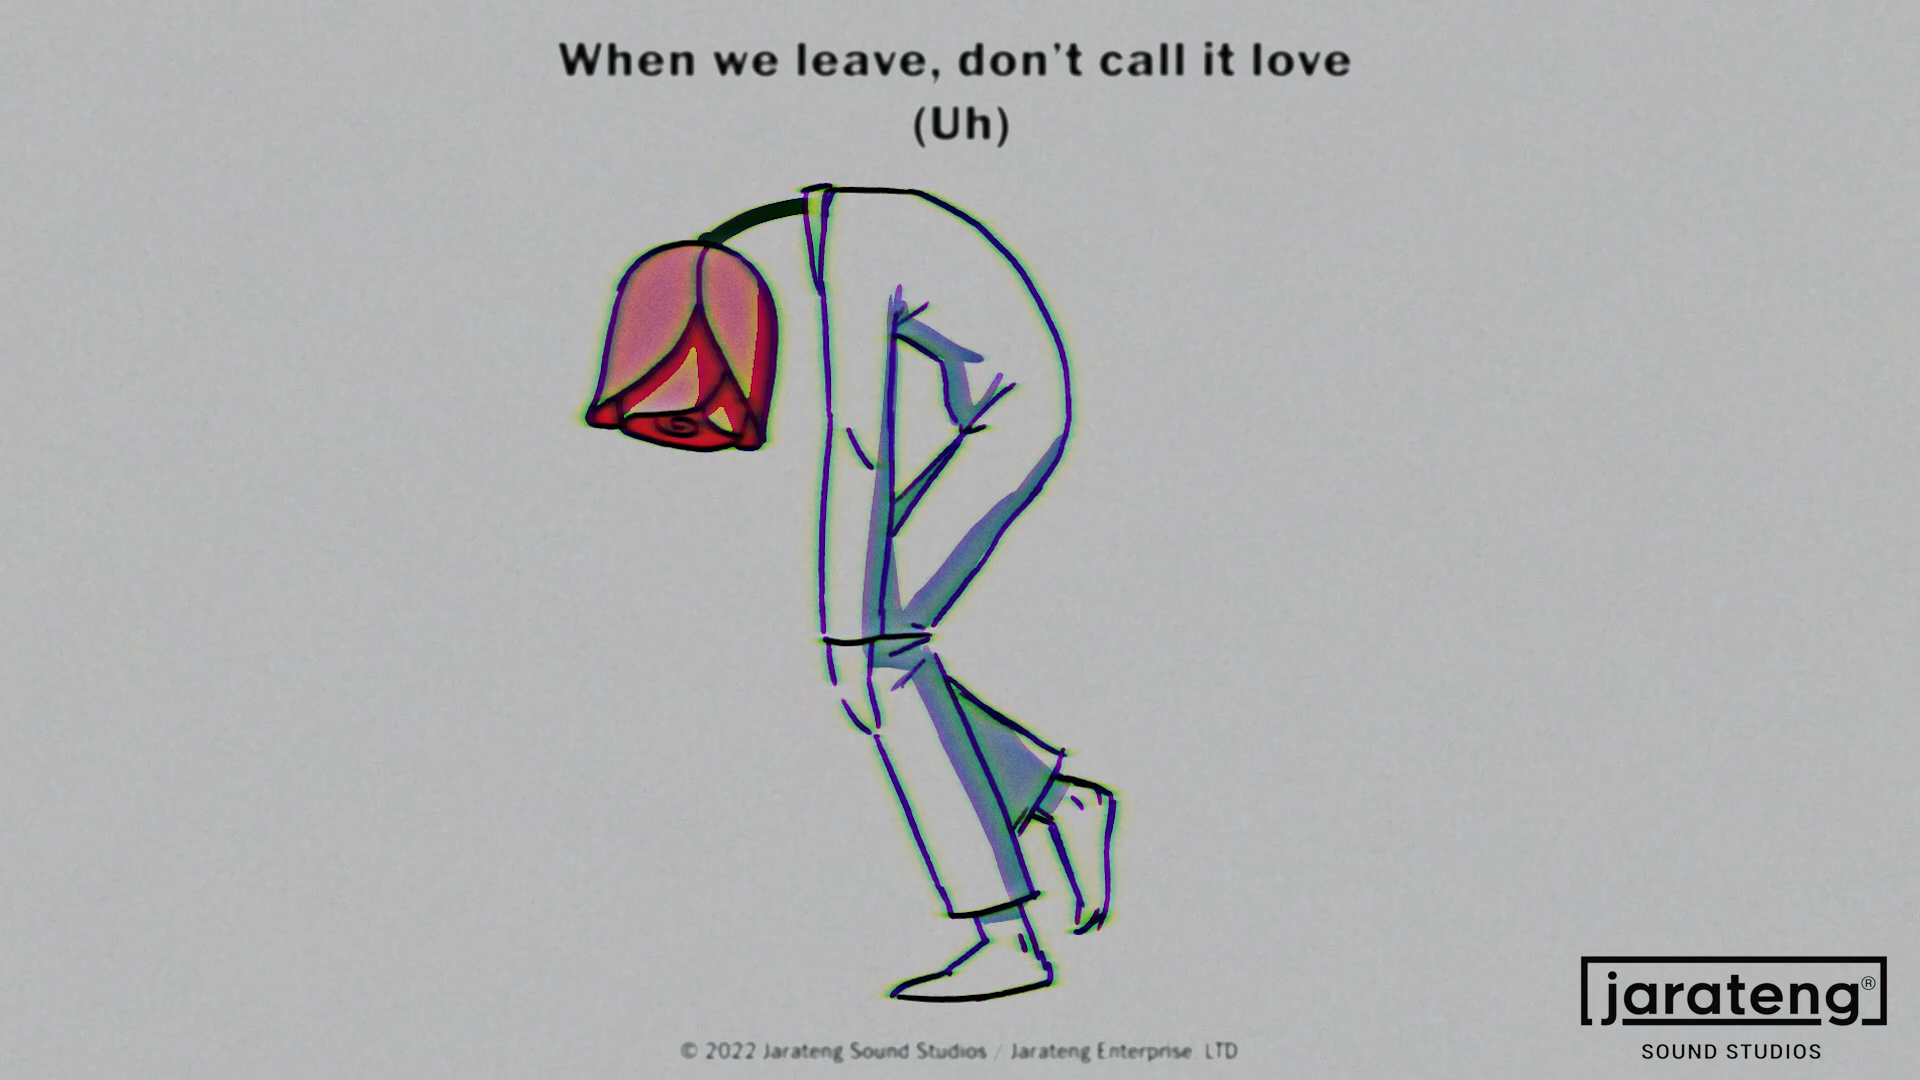 When we leave, don't call it love
(Uh)
jarateng®
SOUND STUDIOS
© 2022 Jarateng Sound Studios / Jarateng Enterprise. LTD